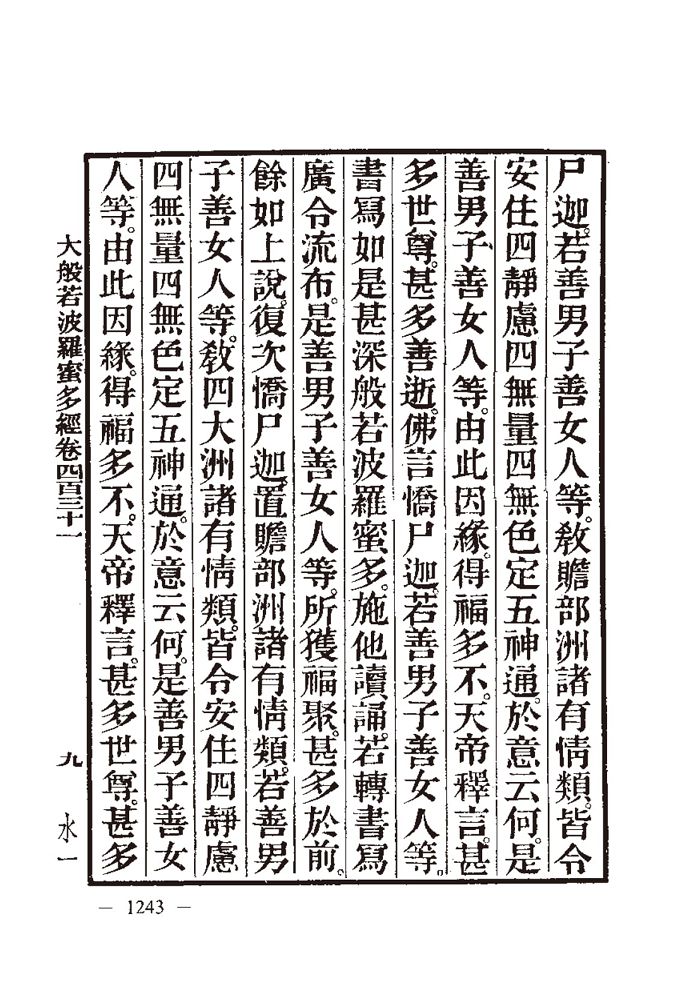 尸迦。若善男子善女人等。敎贍部洲諸有情類。皆令
安住四靜慮四無量四無色定五神通。於意云何。是
善男子善女人等。由此因緣。得福多不。天帝釋言。甚
多世尊。甚多善逝。佛言憍尸迦。若善男子善女人等。
書寫如是甚深般若波羅蜜多。施他讀誦。若轉書寫
廣令流布。是善男子善女人等。所獲福聚。甚多於前。
餘如上說。復次憍尸迦。置贍部洲諸有情類。若善男
子善女人等。敎四大洲諸有情類。皆令安住四靜慮
四無量四無色定五神通。於意云何。是善男子善女
人等。由此因緣。得福多不。天帝釋言。甚多世尊。甚多
大般若波羅蜜多經卷四百三十一 九 水一
— 1243 —